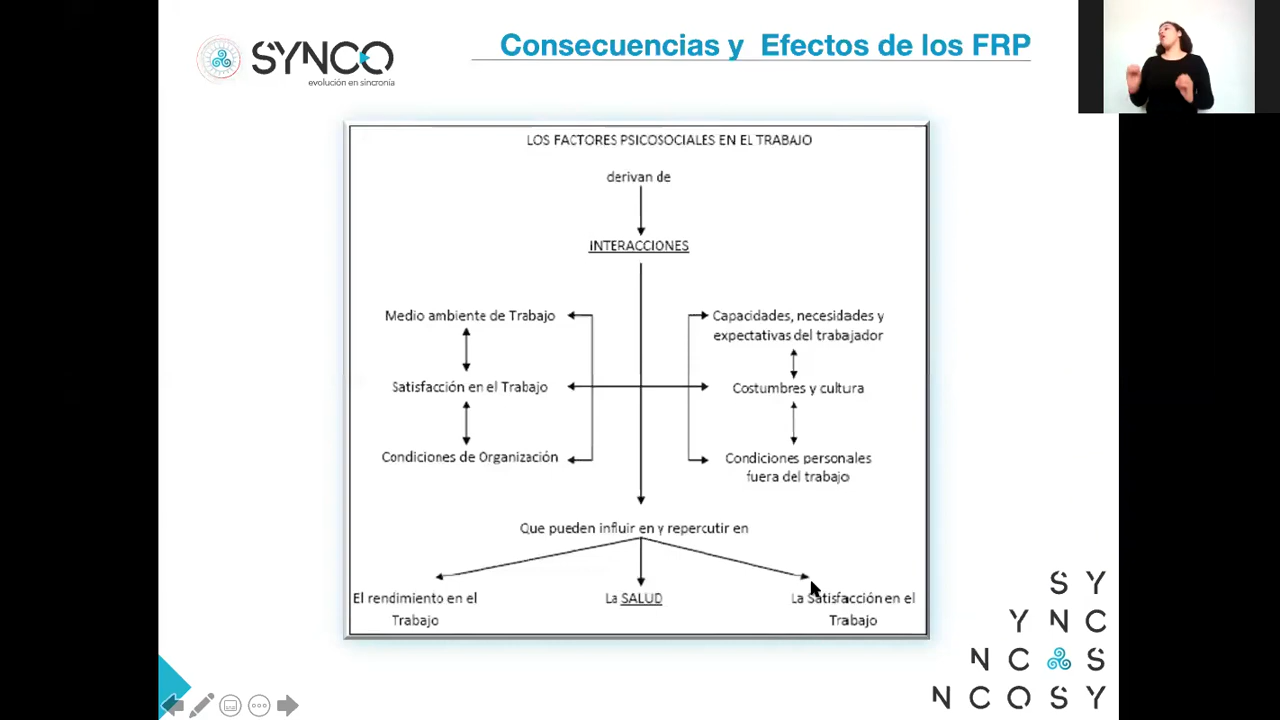 SYNCO
evolución en sincronía
Consecuencias y Efectos de los FRP
LOS FACTORES PSICOSOCIALES EN EL TRABAJO
derivan de
INTERACCIONES
Medio ambiente de Trabajo
Satisfacción en el Trabajo
Condiciones de Organización
Capacidades, necesidades y
expectativas del trabajador
Costumbres y cultura
Condiciones personales
fuera del trabajo
Que pueden influir en y repercutir en
El rendimiento en el
Trabajo
La SALUD
La Satisfacción en el
Trabajo
S Y
Y N C
N C S
N C O S Y